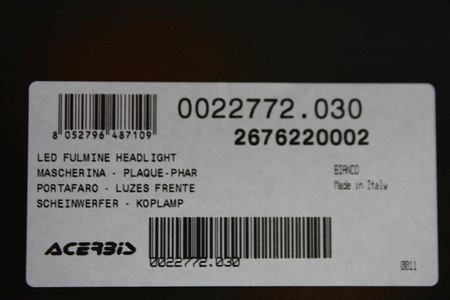 0022772.030
8 052796 487109
2676220002
LED FULMINE HEADLIGHT
MASCHERINA - PLAQUE-PHAR
PORTAFARO - LUZES FRENTE
SCHEINWERFER - KOPLAMP
BIANCO
Made in Italy
ACERBIS
0022772.030
0011